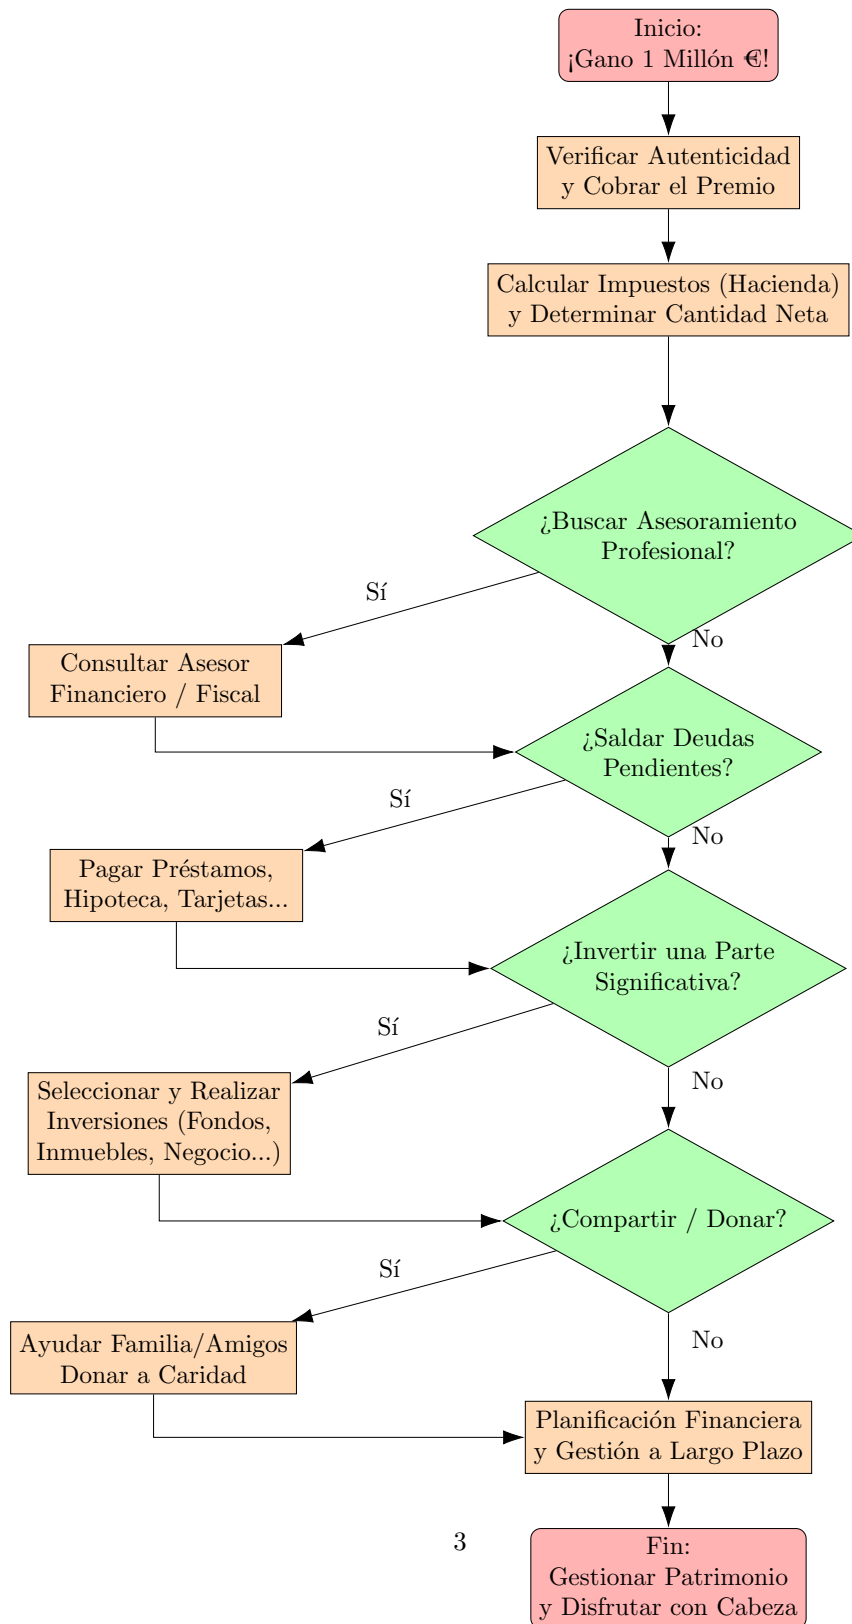 Inicio:
¡Gano 1 Millón €!
Verificar Autenticidad
y Cobrar el Premio
Calcular Impuestos (Hacienda)
y Determinar Cantidad Neta
¿Buscar Asesoramiento
Profesional?
Sí
No
Consultar Asesor
Financiero / Fiscal
¿Saldar Deudas
Pendientes?
Sí
No
Pagar Préstamos,
Hipoteca, Tarjetas...
¿Invertir una Parte
Significativa?
Sí
No
Seleccionar y Realizar
Inversiones (Fondos,
Inmuebles, Negocio...)
¿Compartir / Donar?
Sí
No
Ayudar Familia/Amigos
Donar a Caridad
Planificación Financiera
y Gestión a Largo Plazo
3
Fin:
Gestionar Patrimonio
y Disfrutar con Cabeza